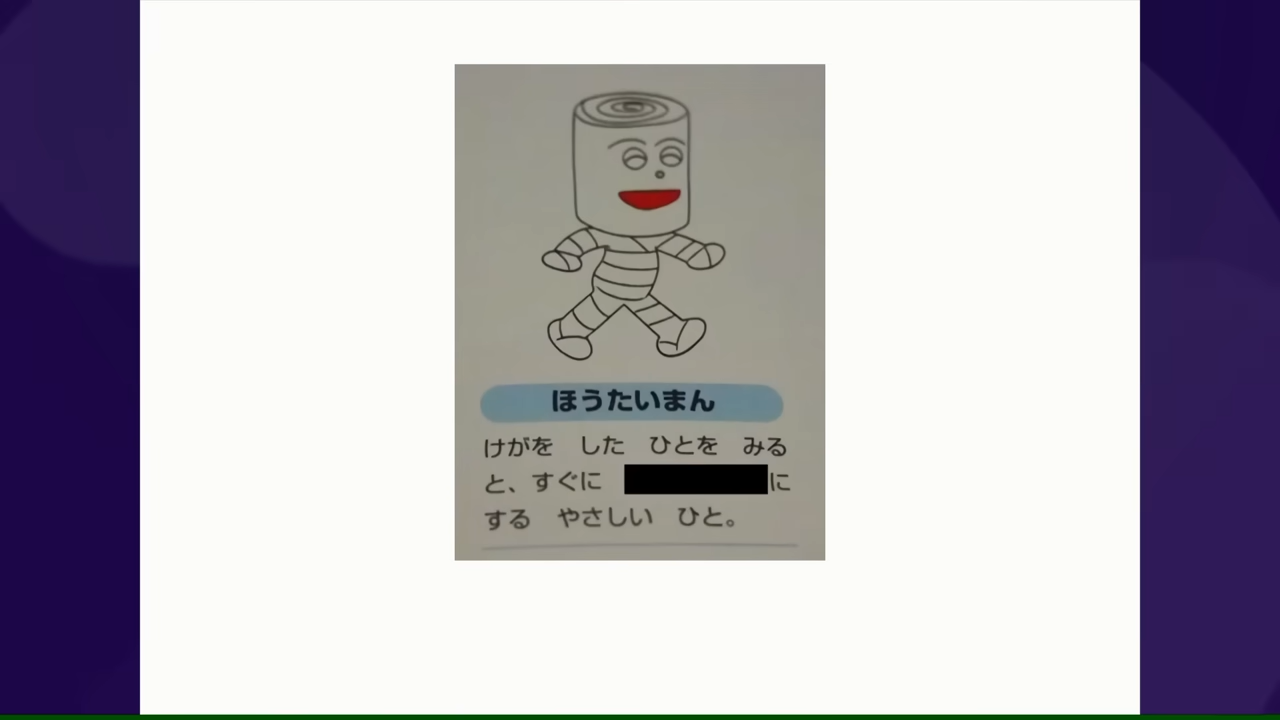 ほうたいまん
けがを した ひとを みる
と、すぐに に
する やさしい ひと。